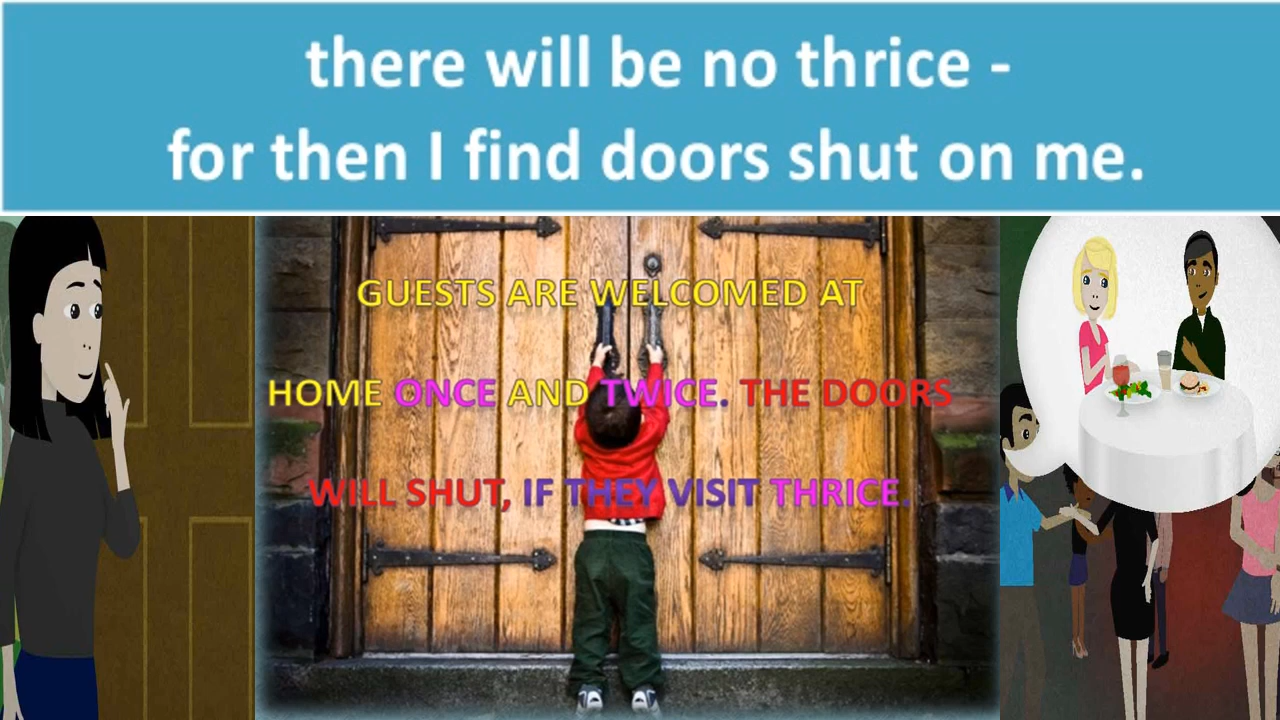 there will be no thrice -
for then I find doors shut on me.
GUESTS ARE WELCOMED AT
HOME ONCE AND TWICE. THE DOORS
WILL SHUT, IF THEY VISIT THRICE.